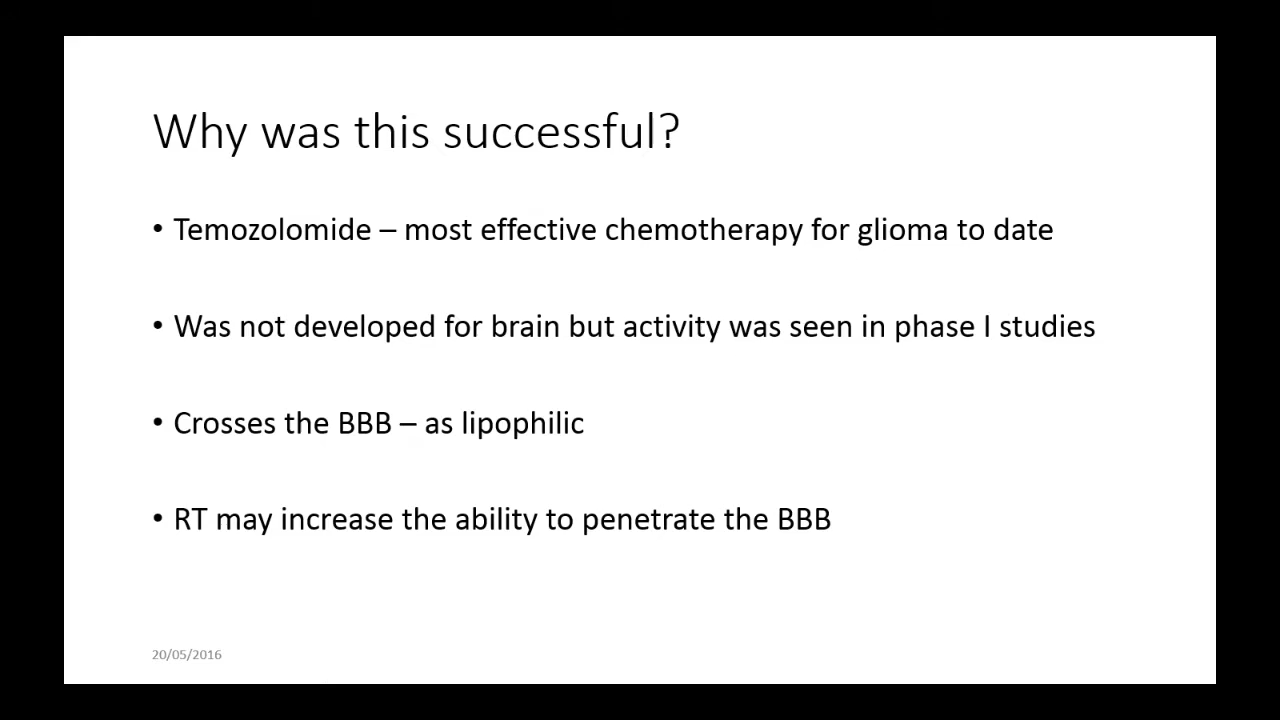 Why was this successful?
• Temozolomide – most effective chemotherapy for glioma to date
• Was not developed for brain but activity was seen in phase I studies
• Crosses the BBB – as lipophilic
• RT may increase the ability to penetrate the BBB
20/05/2016